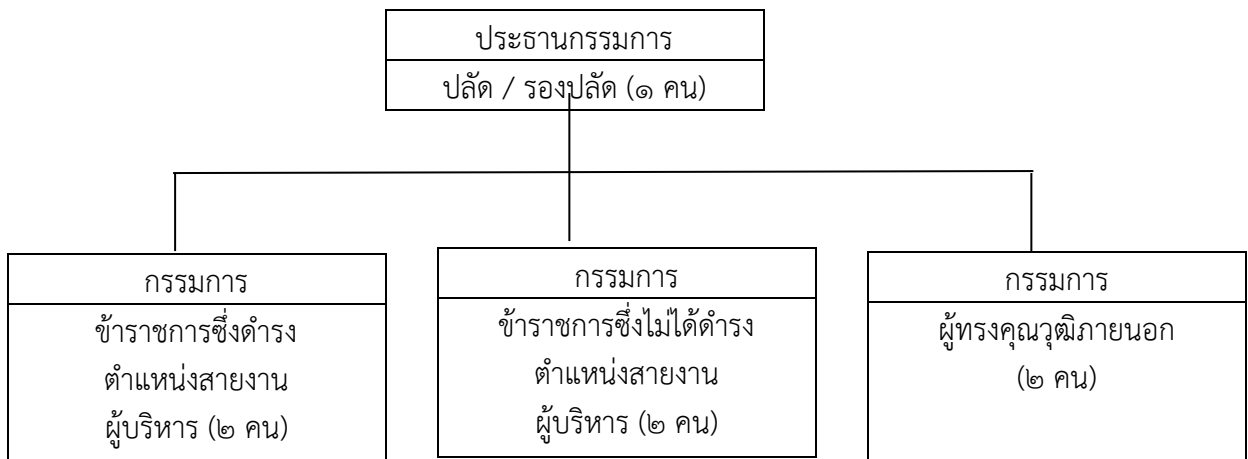 ประธานกรรมการ
ปลัด / รองปลัด (๑ คน)
กรรมการ
ข้าราชการซึ่งดำรง
ตำแหน่งสายงาน
ผู้บริหาร (๒ คน)
กรรมการ
ข้าราชการซึ่งไม่ได้ดำรง
ตำแหน่งสายงาน
ผู้บริหาร (๒ คน)
กรรมการ
ผู้ทรงคุณวุฒิภายนอก
(๒ คน)